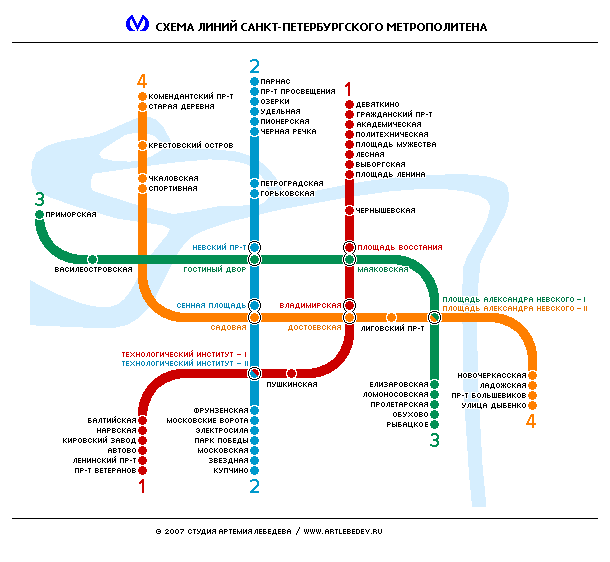 СХЕМА ЛИНИЙ САНКТ-ПЕТЕРБУРГСКОГО МЕТРОПОЛИТЕНА
4
КОМЕНДАНТСКИЙ ПР-Т
СТАРАЯ ДЕРЕВНЯ
КРЕСТОВСКИЙ ОСТРОВ
ЧКАЛОВСКАЯ
СПОРТИВНАЯ
2
ПАРНАС
ПР-Т ПРОСВЕЩЕНИЯ
ОЗЕРКИ
УДЕЛЬНАЯ
ПИОНЕРСКАЯ
ЧЕРНАЯ РЕЧКА
ПЕТРОГРАДСКАЯ
ГОРЬКОВСКАЯ
1
ДЕВЯТКИНО
ГРАЖДАНСКИЙ ПР-Т
АКАДЕМИЧЕСКАЯ
ПОЛИТЕХНИЧЕСКАЯ
ПЛОЩАДЬ МУЖЕСТВА
ЛЕСНАЯ
ВЫБОРГСКАЯ
ПЛОЩАДЬ ЛЕНИНА
ЧЕРНЫШЕВСКАЯ
3
ПРИМОРСКАЯ
ВАСИЛЕОСТРОВСКАЯ
НЕВСКИЙ ПР-Т
ГОСТИНЫЙ ДВОР
ПЛОЩАДЬ ВОССТАНИЯ
МАЯКОВСКАЯ
СЕННАЯ ПЛОЩАДЬ
САДОВАЯ
ВЛАДИМИРСКАЯ
ДОСТОЕВСКАЯ
ЛИГОВСКИЙ ПР-Т
ПЛОЩАДЬ АЛЕКСАНДРА НЕВСКОГО – I
ПЛОЩАДЬ АЛЕКСАНДРА НЕВСКОГО – II
ТЕХНОЛОГИЧЕСКИЙ ИНСТИТУТ – I
ТЕХНОЛОГИЧЕСКИЙ ИНСТИТУТ – II
ПУШКИНСКАЯ
БАЛТИЙСКАЯ
НАРВСКАЯ
КИРОВСКИЙ ЗАВОД
АВТОВО
ЛЕНИНСКИЙ ПР-Т
ПР-Т ВЕТЕРАНОВ
1
ФРУНЗЕНСКАЯ
МОСКОВСКИЕ ВОРОТА
ЭЛЕКТРОСИЛА
ПАРК ПОБЕДЫ
МОСКОВСКАЯ
ЗВЕЗДНАЯ
КУПЧИНО
2
ЕЛИЗАРОВСКАЯ
ЛОМОНОСОВСКАЯ
ПРОЛЕТАРСКАЯ
ОБУХОВО
РЫБАЦКОЕ
3
НОВОЧЕРКАССКАЯ
ЛАДОЖСКАЯ
ПР-Т БОЛЬШЕВИКОВ
УЛИЦА ДЫБЕНКО
4
© 2007 СТУДИЯ АРТЕМИЯ ЛЕБЕДЕВА / WWW.ARTLEBEDEV.RU